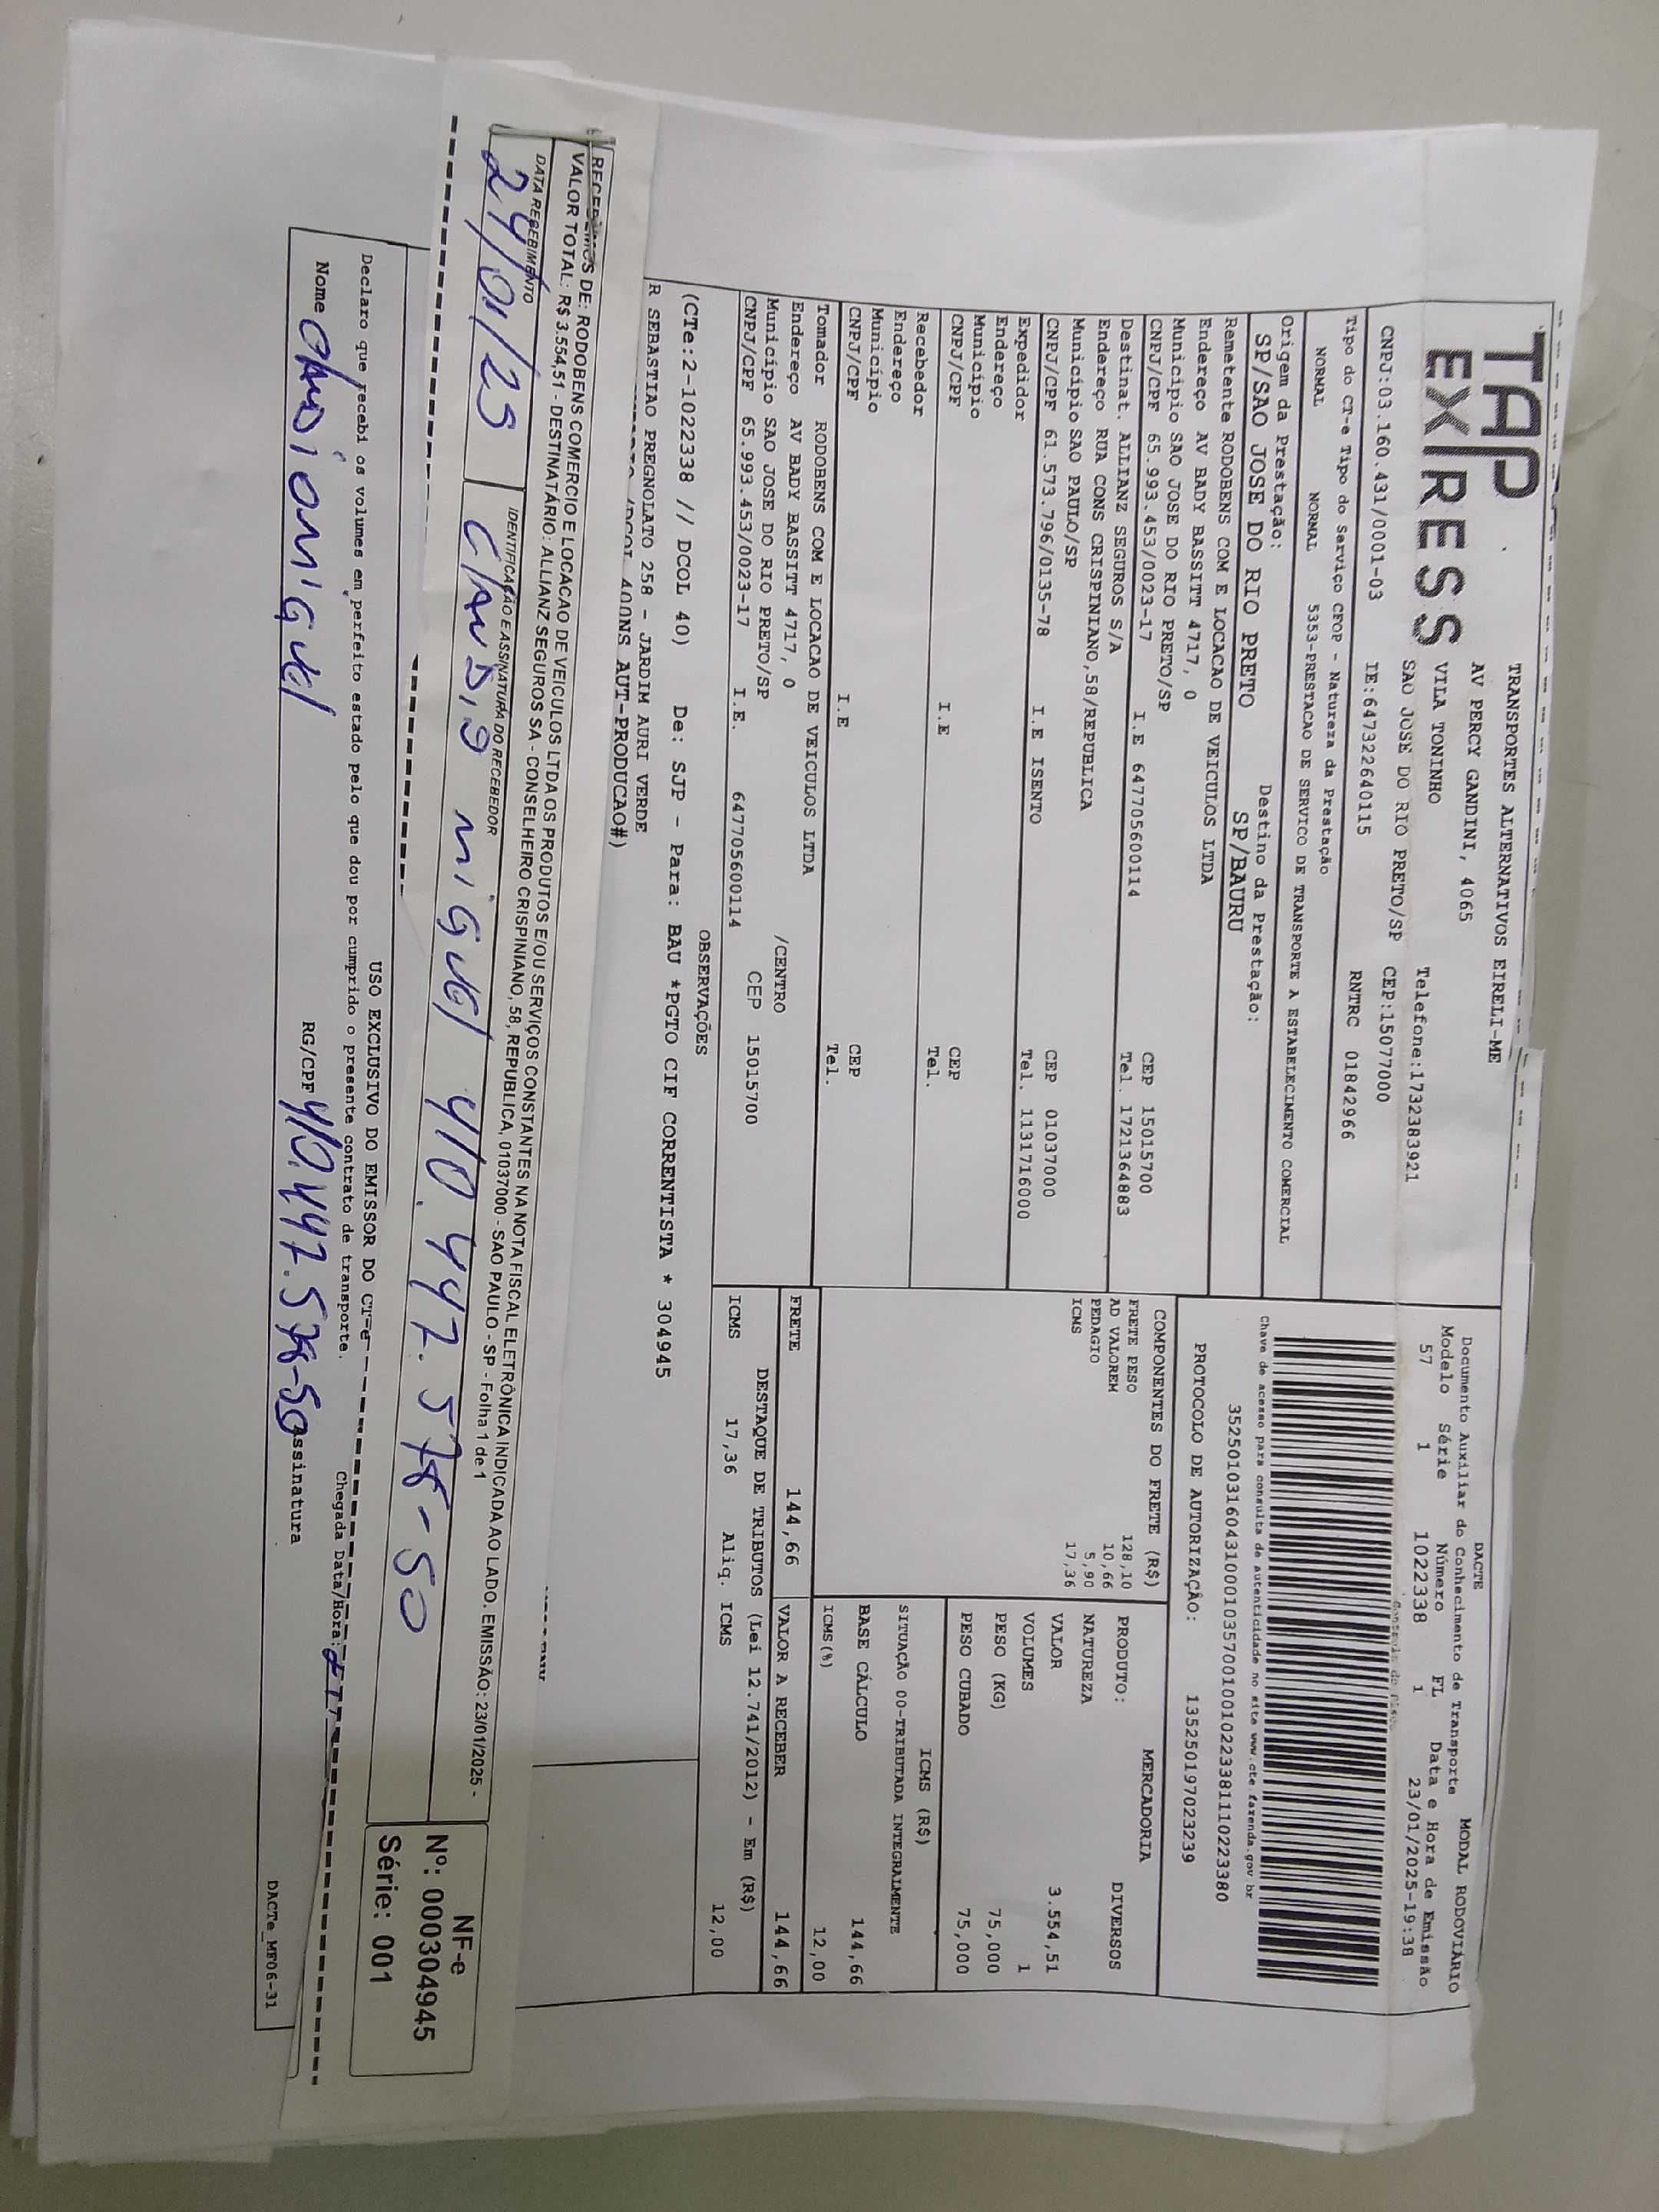 TAP
EXPRESS
TRANSPORTES ALTERNATIVOS EIRELI-ME
AV PERCY GANDINI, 4065
VILA TONINHO
Telefone:1732383921
SAO JOSE DO RIO PRETO/SP
CEP:15077000
CNPJ:03.160.431/0001-03
IE:647322640115
RNTRC 01842966
Tipo do CT-e Tipo do Serviço CFOP - Natureza da Prestação
NORMAL NORMAL 5353-PRESTACAO DE SERVICO DE TRANSPORTE A ESTABELECIMENTO COMERCIAL
Origem da Prestação: Destino da Prestação:
SP/SAO JOSE DO RIO PRETO SP/BAURU
DACTE
Documento Auxiliar do Conhecimento de Transporte
MODAL RODOVIÁRIO
Modelo Série Número FL Data e Hora de Emissão
57 1 1022338 1 23/01/2025-19:38
Chave de acesso para consulta de autenticidade no site www.cte.fazenda.gov.br
35250103160431000103570010010223381110223380
PROTOCOLO DE AUTORIZAÇÃO: 135250197023239
Remetente RODOBENS COM E LOCACAO DE VEICULOS LTDA
Endereço AV BADY BASSITT 4717, 0
Município SAO JOSE DO RIO PRETO/SP CEP 15015700
CNPJ/CPF 65.993.453/0023-17 I.E 647705600114 Tel. 1721364883
Destinat. ALLIANZ SEGUROS S/A
Endereço RUA CONS CRISPINIANO,58/REPUBLICA
Município SAO PAULO/SP CEP 01037000
CNPJ/CPF 61.573.796/0135-78 I.E ISENTO Tel. 1131716000
Expedidor
Endereço
Município CEP
CNPJ/CPF I.E Tel.
Recebedor
Endereço
Município CEP
CNPJ/CPF I.E Tel.
Tomador RODOBENS COM E LOCACAO DE VEICULOS LTDA
Endereço AV BADY BASSITT 4717, 0 /CENTRO
Município SAO JOSE DO RIO PRETO/SP CEP 15015700
CNPJ/CPF 65.993.453/0023-17 I.E. 647705600114
COMPONENTES DO FRETE (R$)
FRETE PESO 128,10
AD VALOREM 10,66
PEDAGIO 5,90
ICMS 17,36
MERCADORIA
PRODUTO: DIVERSOS
NATUREZA
VALOR 3.554,51
VOLUMES 1
PESO (KG) 75,000
PESO CUBADO 75,000
ICMS (R$)
SITUAÇÃO 00-TRIBUTADA INTEGRALMENTE
BASE CÁLCULO 144,66
ICMS(%) 12,00
FRETE 144,66 VALOR A RECEBER 144,66
DESTAQUE DE TRIBUTOS (Lei 12.741/2012) - Em (R$)
ICMS 17,36 Aliq. ICMS 12,00
OBSERVAÇÕES
(CTe:2-1022338 // DCOL 40) De: SJP - Para: BAU *PGTO CIF CORRENTISTA * 304945
R SEBASTIAO PREGNOLATO 258 - JARDIM AURI VERDE
AUT-PRODUCAO#)
RECEBEMOS DE: RODOBENS COMERCIO E LOCACAO DE VEICULOS LTDA OS PRODUTOS E/OU SERVIÇOS CONSTANTES NA NOTA FISCAL ELETRÔNICA INDICADA AO LADO. EMISSÃO: 23/01/2025 -
VALOR TOTAL: R$ 3.554,51 - DESTINATÁRIO: ALLIANZ SEGUROS SA - CONSELHEIRO CRISPINIANO, 58, REPUBLICA, 01037000 - SAO PAULO - SP - Folha 1 de 1
DATA RECEBIMENTO IDENTIFICAÇÃO E ASSINATURA DO RECEBEDOR
24/01/25 Claudio miguel 410.447.578-50
NF-e
Nº: 000304945
Série: 001
USO EXCLUSIVO DO EMISSOR DO CT-e
Declaro que recebi os volumes em perfeito estado pelo que dou por cumprido o presente contrato de transporte.
Chegada Data/Hora:
Nome Claudio miguel RG/CPF 410.447.578-50 Assinatura
DACTe_MF06-31